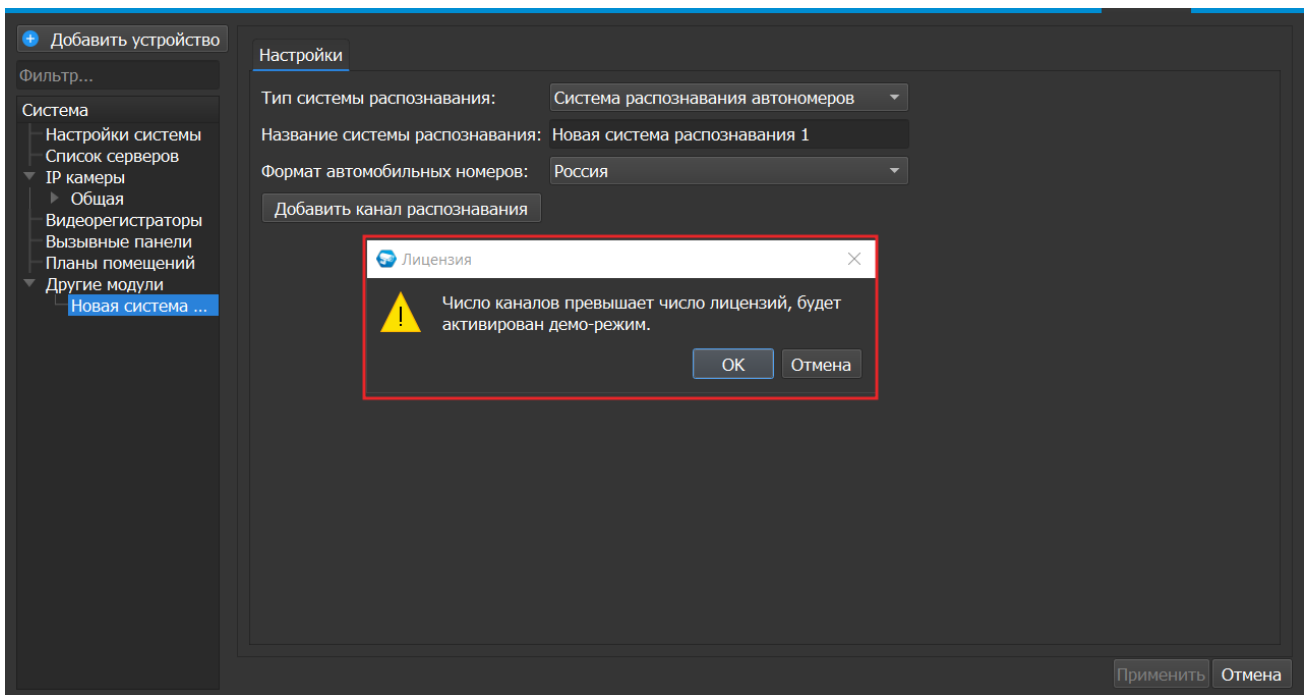 Добавить устройство
Фильтр...
Система
Настройки системы
Список серверов
IP камеры
Общая
Видеорегистраторы
Вызывные панели
Планы помещений
Другие модули
Новая система ...
Настройки
Тип системы распознавания: Система распознавания автономеров
Название системы распознавания: Новая система распознавания 1
Формат автомобильных номеров: Россия
Добавить канал распознавания
Лицензия
Число каналов превышает число лицензий, будет
активирован демо-режим.
OK Отмена
Применить Отмена